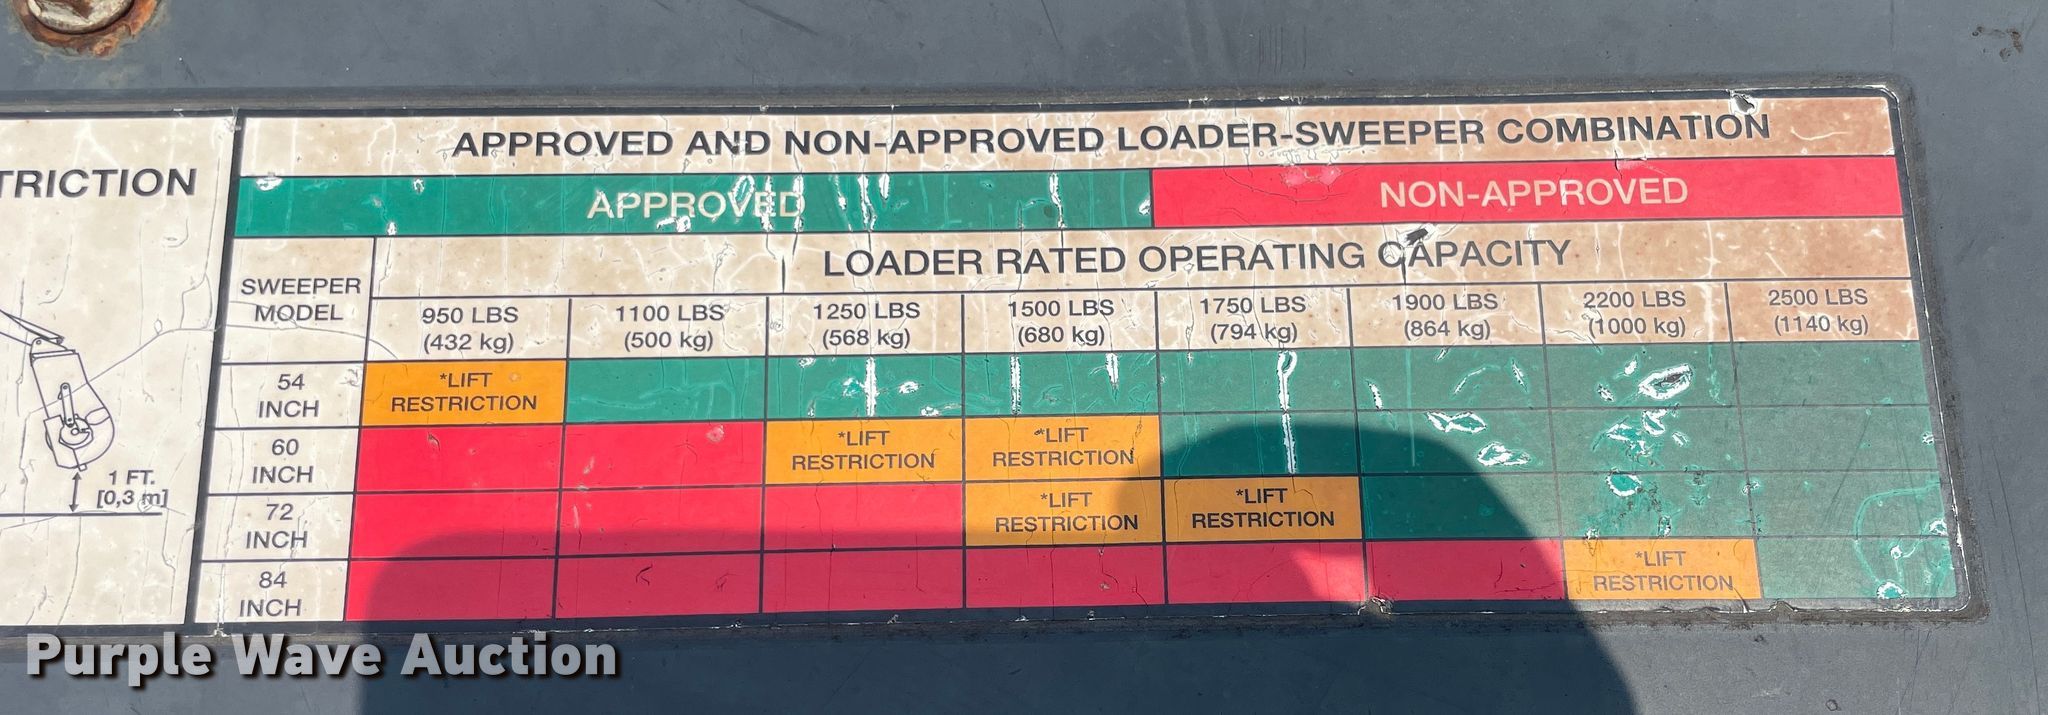 TRICTION
1 FT.
[0,3 m]
APPROVED AND NON-APPROVED LOADER-SWEEPER COMBINATION
APPROVED
NON-APPROVED
SWEEPER
MODEL
LOADER RATED OPERATING CAPACITY
950 LBS
(432 kg)
1100 LBS
(500 kg)
1250 LBS
(568 kg)
1500 LBS
(680 kg)
1750 LBS
(794 kg)
1900 LBS
(864 kg)
2200 LBS
(1000 kg)
2500 LBS
(1140 kg)
54
INCH
*LIFT
RESTRICTION
60
INCH
*LIFT
RESTRICTION
*LIFT
RESTRICTION
72
INCH
*LIFT
RESTRICTION
*LIFT
RESTRICTION
84
INCH
*LIFT
RESTRICTION
Purple Wave Auction